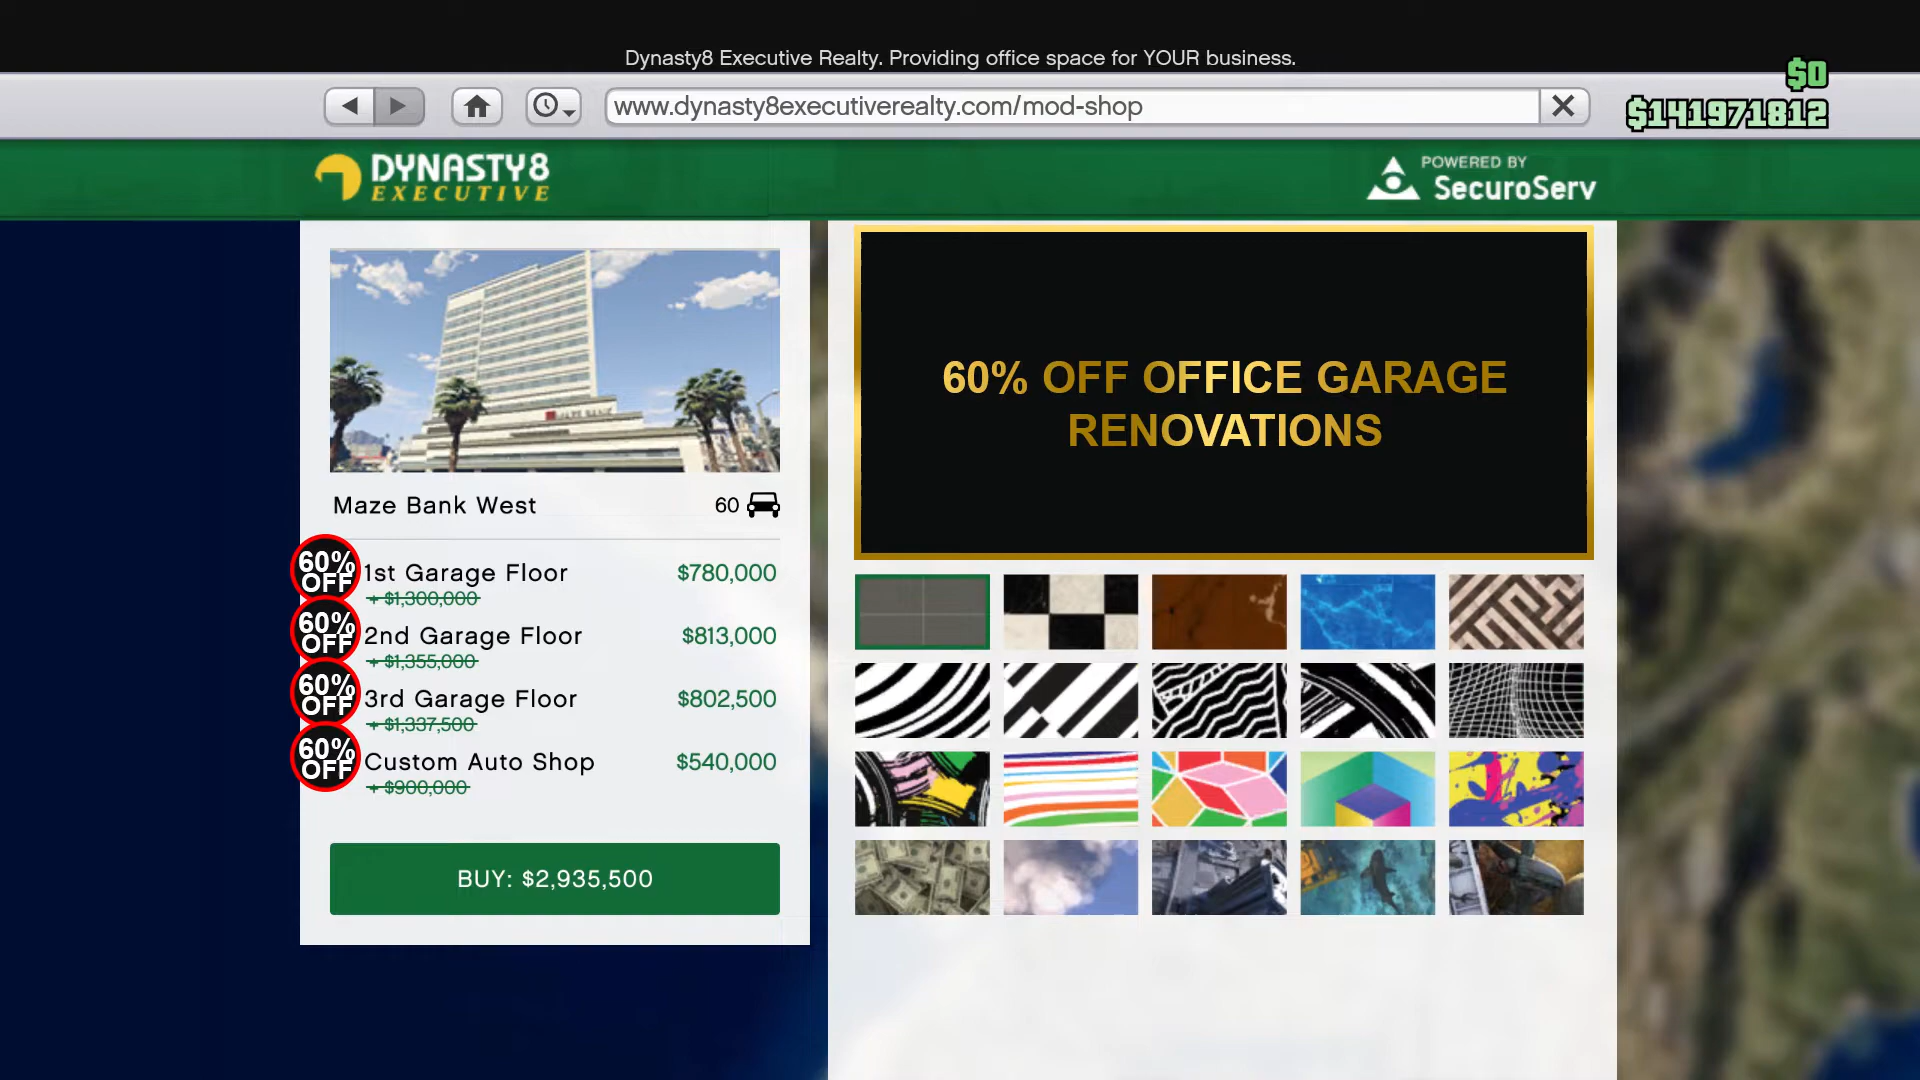 Dynasty8 Executive Realty. Providing office space for YOUR business.
$0
www.dynasty8executiverealty.com/mod-shop
$141971812
DYNASTY8
EXECUTIVE
POWERED BY
SecuroServ
60% OFF OFFICE GARAGE
RENOVATIONS
MAZE BANK
Maze Bank West
60
60%
OFF
1st Garage Floor
$780,000
+ $1,300,000
60%
OFF
2nd Garage Floor
$813,000
+ $1,355,000
60%
OFF
3rd Garage Floor
$802,500
+ $1,337,500
60%
OFF
Custom Auto Shop
$540,000
+ $900,000
BUY: $2,935,500